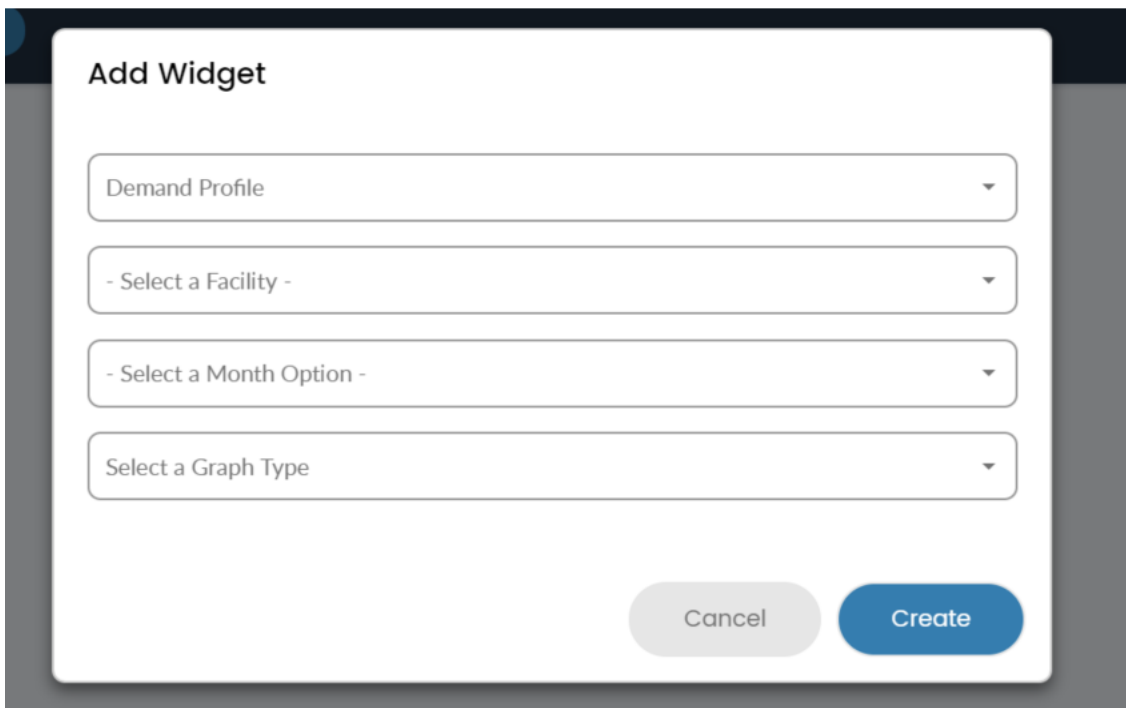 Add Widget
Demand Profile
- Select a Facility -
- Select a Month Option -
Select a Graph Type
Cancel Create